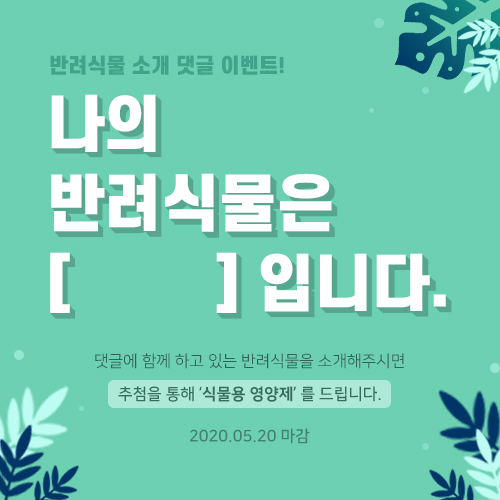 반려식물 소개 댓글 이벤트!
나의
반려식물은
[ ] 입니다.
댓글에 함께 하고 있는 반려식물을 소개해주시면
추첨을 통해 ‘식물용 영양제’ 를 드립니다.
2020.05.20 마감